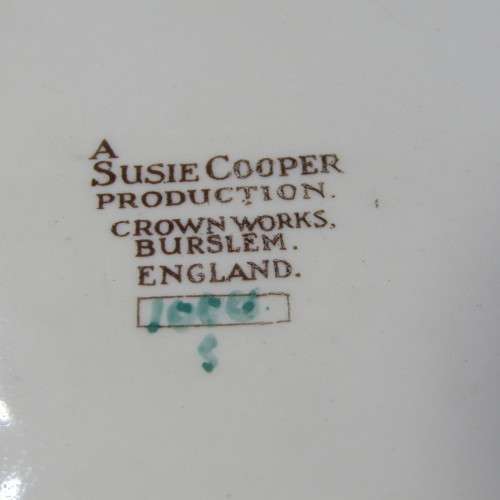 A
SUSIE COOPER
PRODUCTION.
CROWN WORKS,
BURSLEM.
ENGLAND.